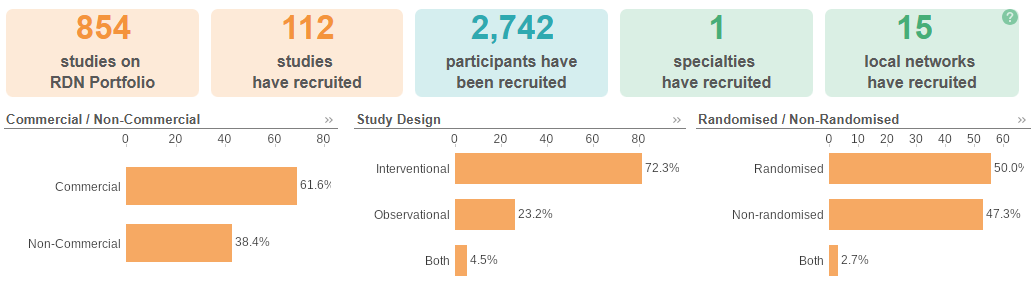 854
studies on
RDN Portfolio
112
studies
have recruited
2,742
participants have
been recruited
1
specialties
have recruited
15
local networks
have recruited
?
Commercial / Non-Commercial »
0 20 40 60 80
Commercial 61.6%
Non-Commercial 38.4%
Study Design »
0 20 40 60 80
Interventional 72.3%
Observational 23.2%
Both 4.5%
Randomised / Non-Randomised »
0 10 20 30 40 50 60
Randomised 50.0%
Non-randomised 47.3%
Both 2.7%